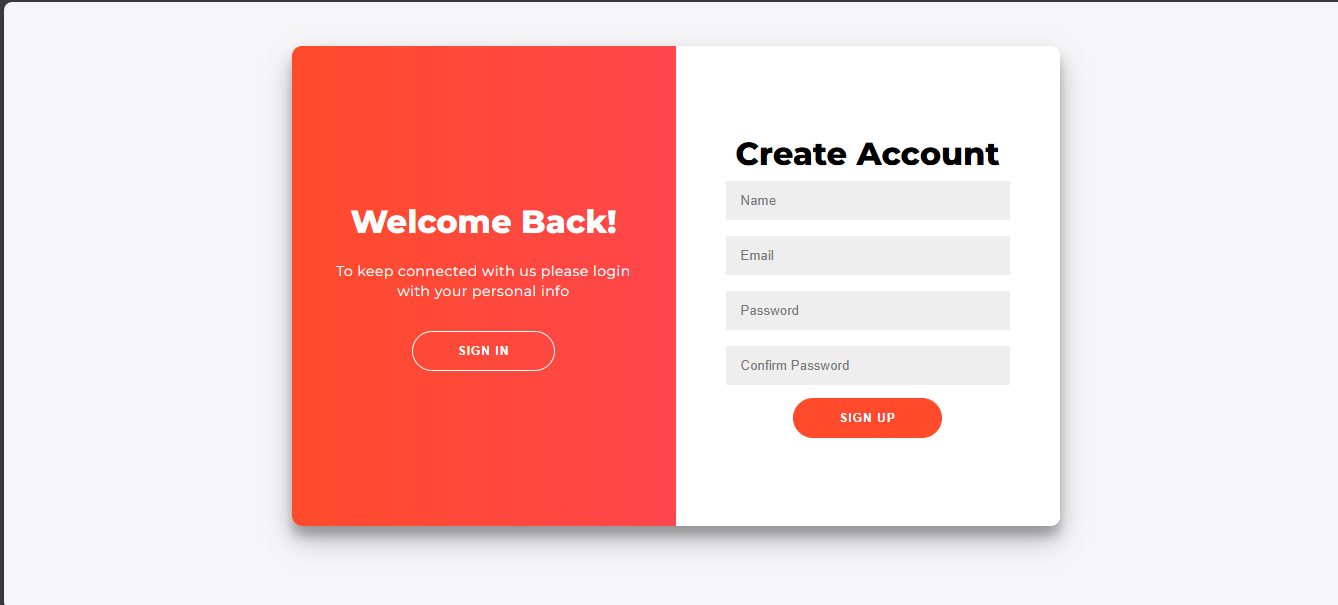 Welcome Back!
To keep connected with us please login
with your personal info
SIGN IN
Create Account
Name
Email
Password
Confirm Password
SIGN UP